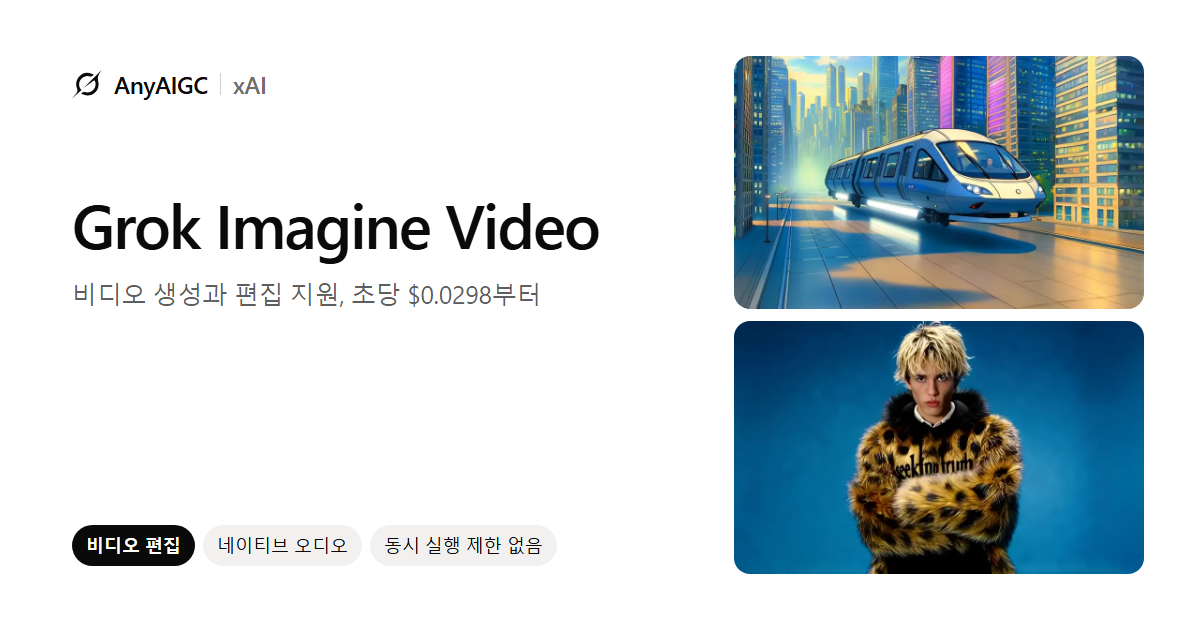 AnyAIGC | xAI
Grok Imagine Video
비디오 생성과 편집 지원, 초당 $0.0298부터
비디오 편집
네이티브 오디오
동시 실행 제한 없음
seeking truth